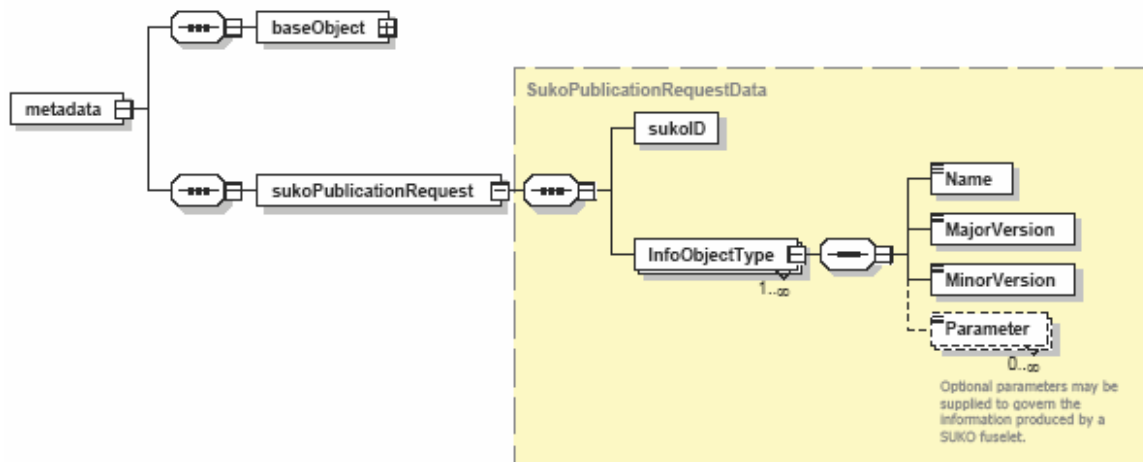 baseObject
metadata
SukoPublicationRequestData
sukoID
sukoPublicationRequest
InfoObjectType
1..∞
Name
MajorVersion
MinorVersion
Parameter
0..∞
Optional parameters may be
supplied to govern the
information produced by a
SUKO fuselet.